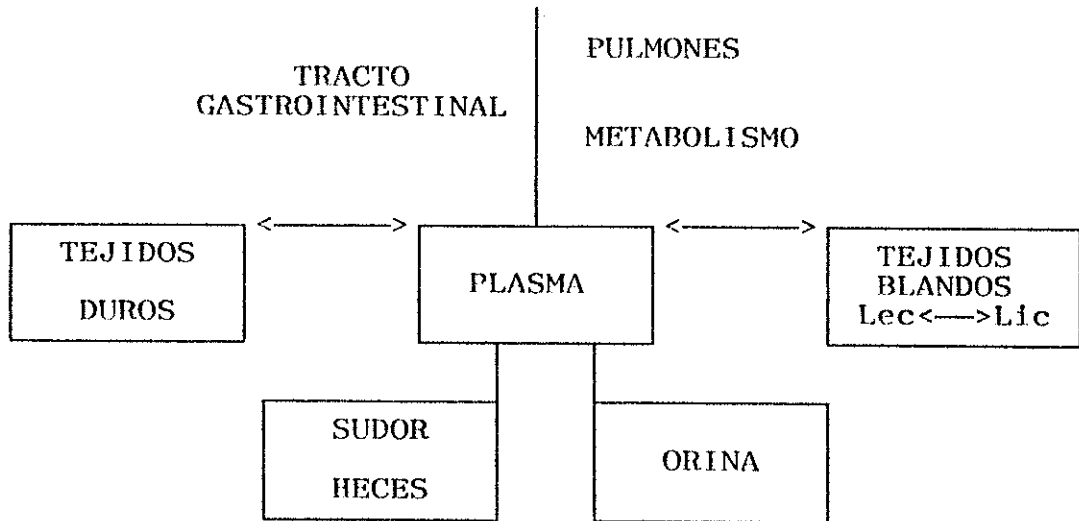 PULMONES
TRACTO
GASTROINTESTINAL
METABOLISMO
<——> <——>
TEJIDOS
DUROS
PLASMA
TEJIDOS
BLANDOS
Lec<——>Lic
SUDOR
HECES
ORINA